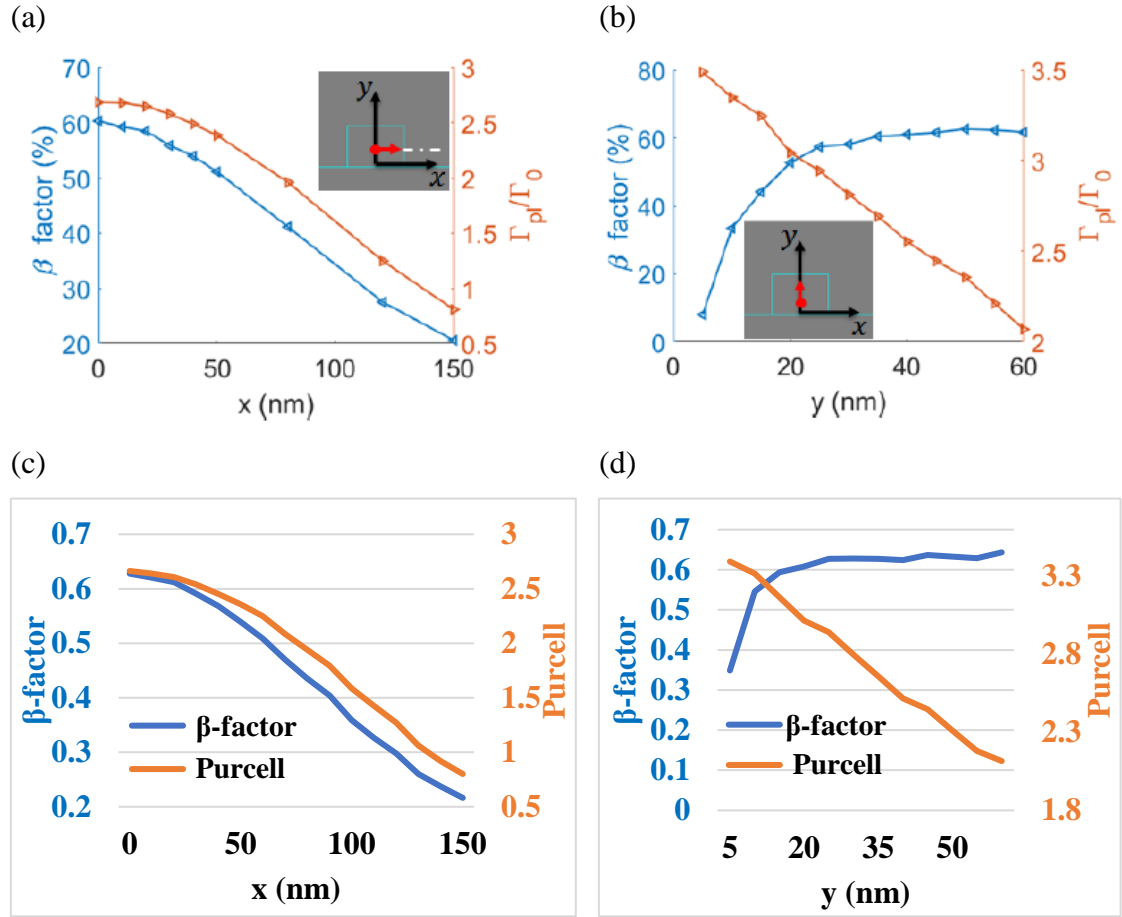 (a)
70
60
50
40
30
20
β factor (%)
0
50
100
150
x (nm)
3
2.5
2
1.5
1
0.5
Γpl/Γ0
y
x
(b)
80
60
40
20
0
β factor (%)
0
20
40
60
y (nm)
3.5
3
2.5
2
Γpl/Γ0
y
x
(c)
0.7
0.6
0.5
0.4
0.3
0.2
β-factor
0
50
100
150
x (nm)
3
2.5
2
1.5
1
0.5
Purcell
β-factor
Purcell
(d)
0.7
0.6
0.5
0.4
0.3
0.2
0.1
0
β-factor
5
20
35
50
y (nm)
3.3
2.8
2.3
1.8
Purcell
β-factor
Purcell